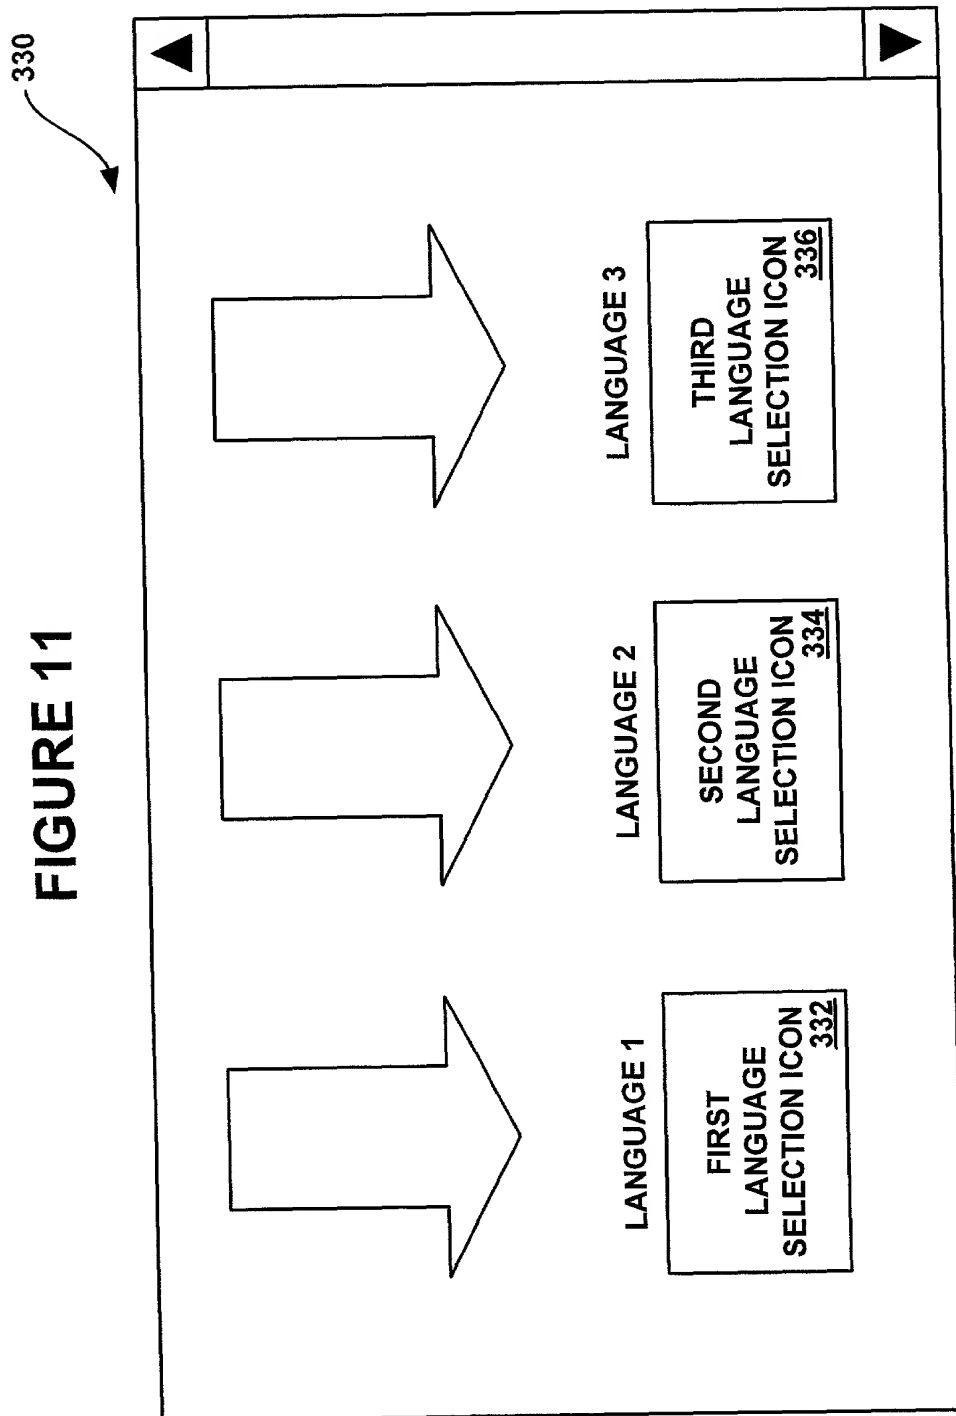 FIGURE 11
330
LANGUAGE 1
LANGUAGE 2
LANGUAGE 3
FIRST
LANGUAGE
SELECTION ICON
332
SECOND
LANGUAGE
SELECTION ICON
334
THIRD
LANGUAGE
SELECTION ICON
336